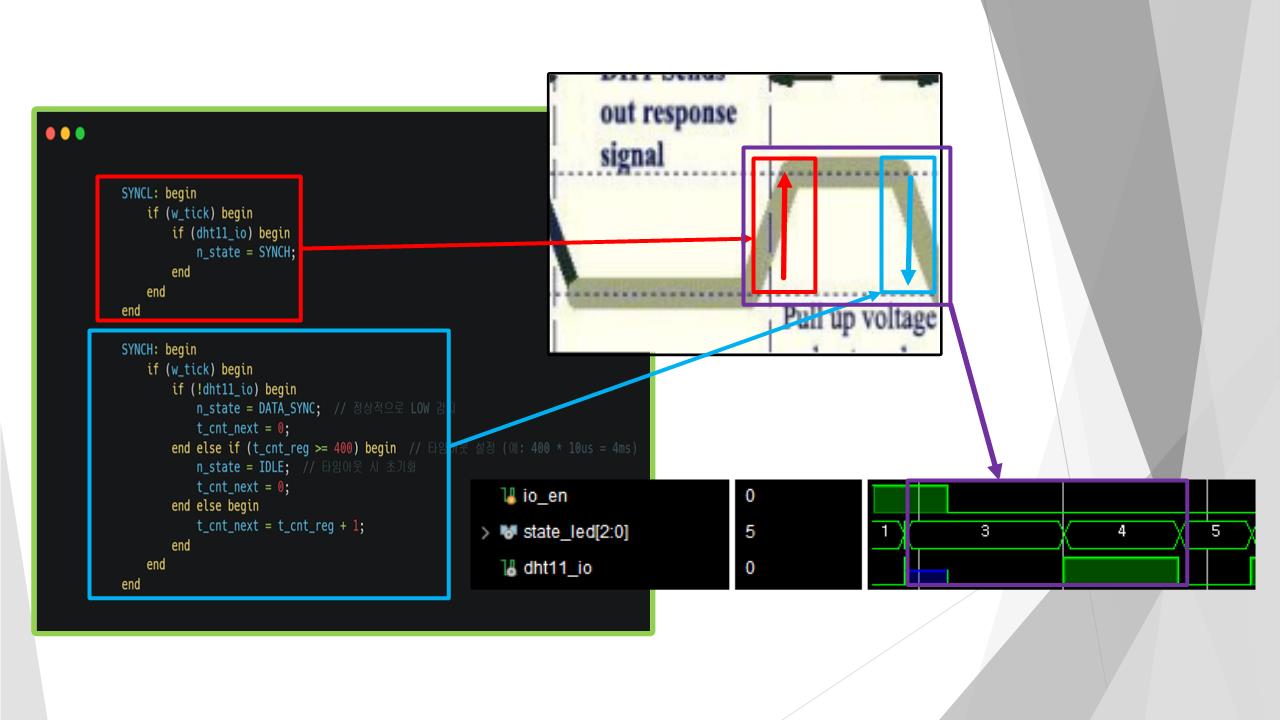 SYNCL: begin
if (w_tick) begin
if (dht11_io) begin
n_state = SYNCH;
end
end
end
SYNCH: begin
if (w_tick) begin
if (!dht11_io) begin
n_state = DATA_SYNC; // 정상적으로 LOW 감지
t_cnt_next = 0;
end else if (t_cnt_reg >= 400) begin // 타임아웃 설정 (예: 400 * 10us = 4ms)
n_state = IDLE; // 타임아웃 시 초기화
t_cnt_next = 0;
end else begin
t_cnt_next = t_cnt_reg + 1;
end
end
end
out response
signal
Pull up voltage
io_en 0
state_led[2:0] 5 1 3 4 5
dht11_io 0